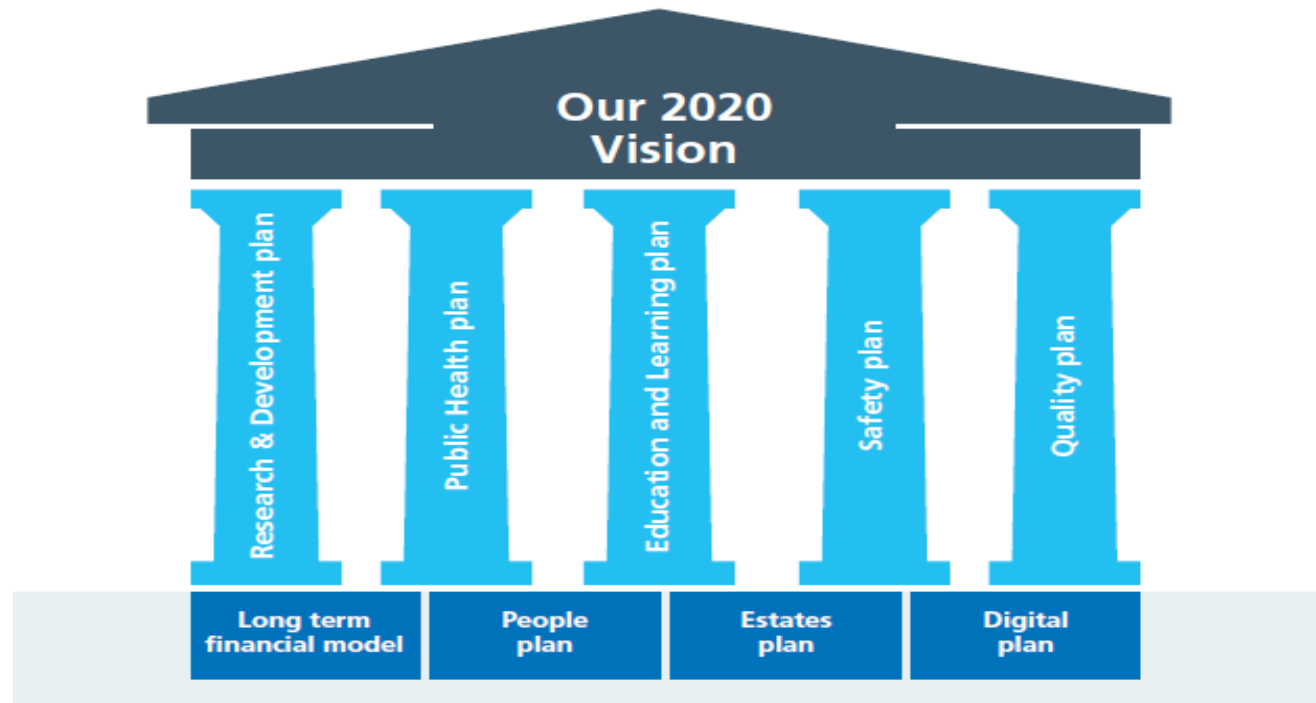 Our 2020
Vision
Research & Development plan
Public Health plan
Education and Learning plan
Safety plan
Quality plan
Long term
financial model
People
plan
Estates
plan
Digital
plan